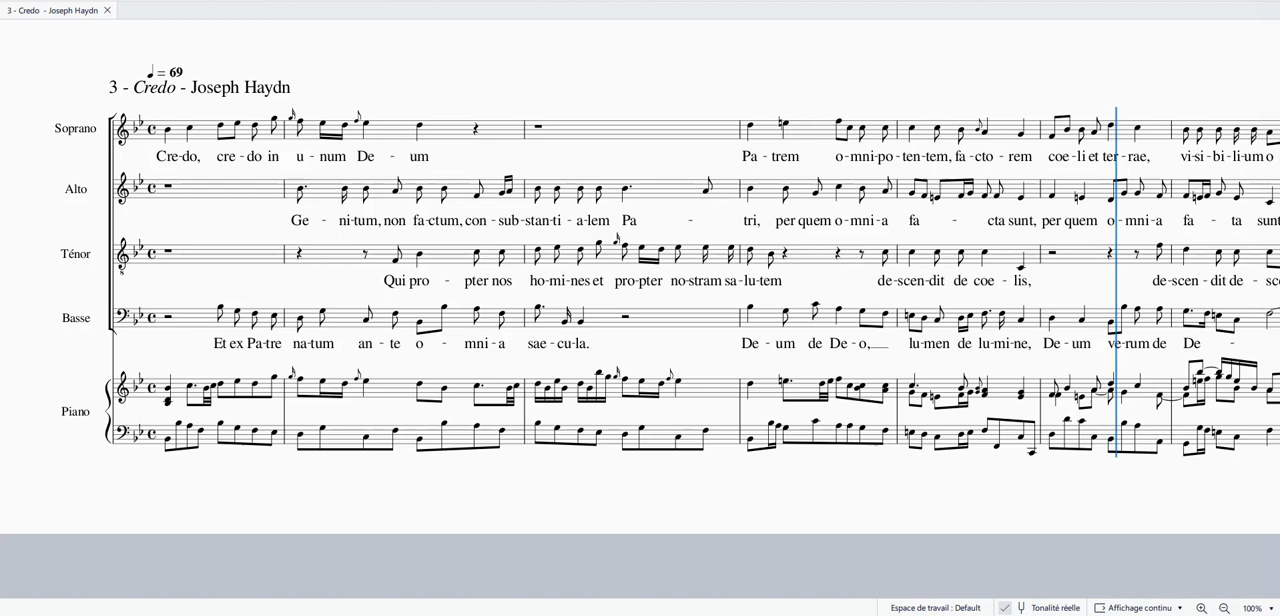 3 - Credo - Joseph Haydn
= 69
3 - Credo - Joseph Haydn
Soprano
Cre-do, cre - do in u - num De - um Pa - trem o-mni-po-ten-tem, fa-cto - rem coe - li et ter - rae, vi-si-bi-li-um o
Alto
Ge - ni-tum, non fa-ctum, con - sub-stan-ti - a-lem Pa - tri, per quem o-mni-a fa - cta sunt, per quem o-mni-a fa - ta sunt
Ténor
Qui pro - pter nos ho-mi-nes et pro-pter no-stram sa-lu-tem de-scen-dit de coe - lis, de-scen-dit de - sce
Basse
Et ex Pa-tre na-tum an - te o - mni-a sae-cu-la. De - um de De-o, lu-men de lu-mi-ne, De - um ve-rum de De -
Piano
Espace de travail : Default Tonalité réelle Affichage continu 100%